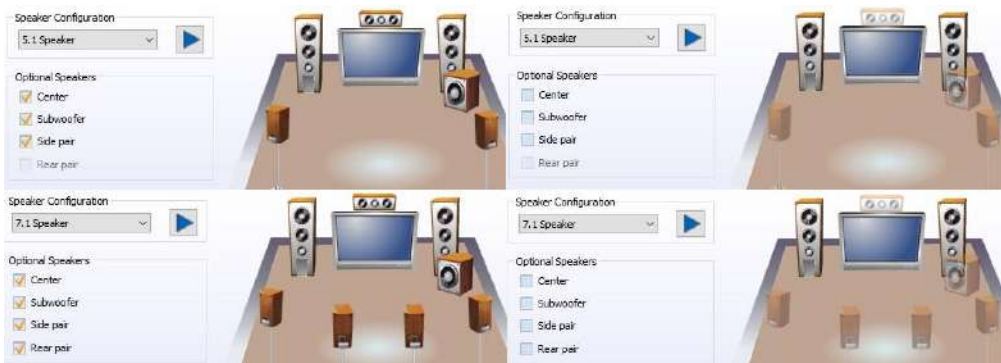 Speaker Configuration
5.1 Speaker
Optional Speakers
Center
Subwoofer
Side pair
Rear pair
Speaker Configuration
5.1 Speaker
Optional Speakers
Center
Subwoofer
Side pair
Rear pair
Speaker Configuration
7.1 Speaker
Optional Speakers
Center
Subwoofer
Side pair
Rear pair
Speaker Configuration
7.1 Speaker
Optional Speakers
Center
Subwoofer
Side pair
Rear pair